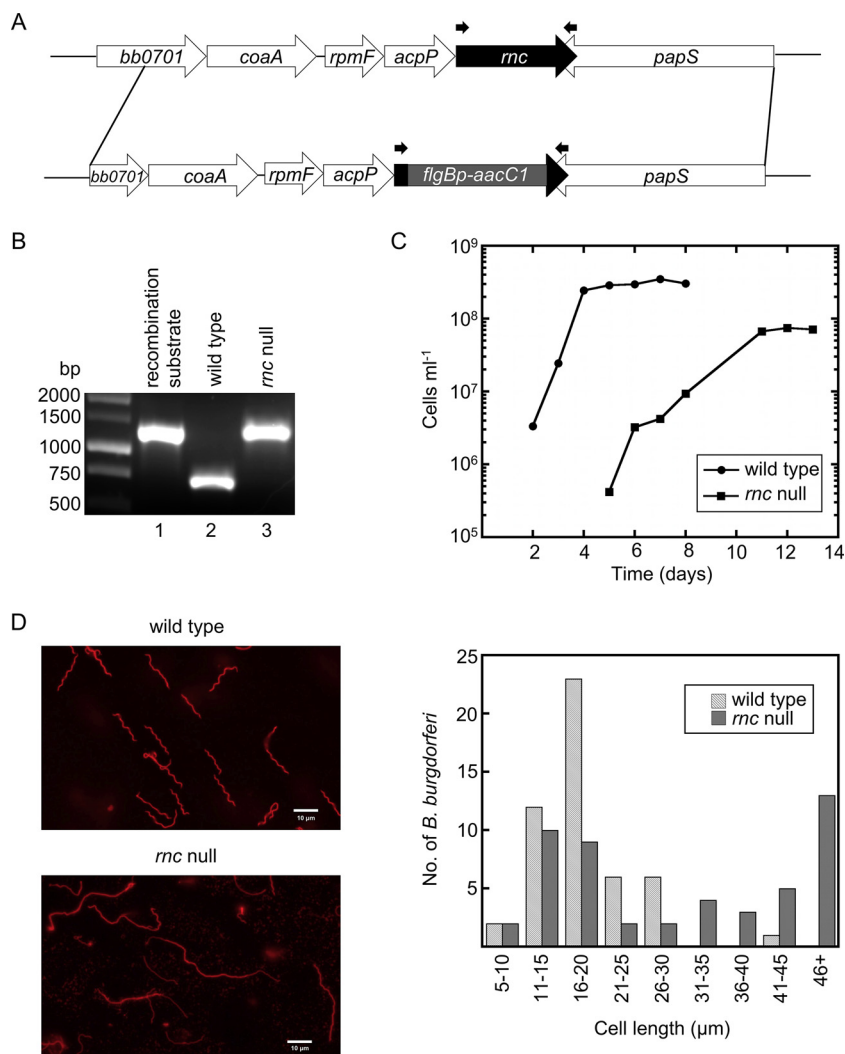 A
bb0701 coaA rpmF acpP rnc papS
bb0701 coaA rpmF acpP flgBp-aacC1 papS
B
bp
recombination
substrate
wild type
rnc null
2000
1500
1000
750
500
1 2 3
C
Cells ml-1
10⁹
10⁸
10⁷
10⁶
10⁵
wild type
rnc null
2 4 6 8 10 12 14
Time (days)
D
wild type
10 µm
rnc null
10 µm
No. of B. burgdorferi
25
20
15
10
5
wild type
rnc null
5-10
11-15
16-20
21-25
26-30
31-35
36-40
41-45
46+
Cell length (µm)